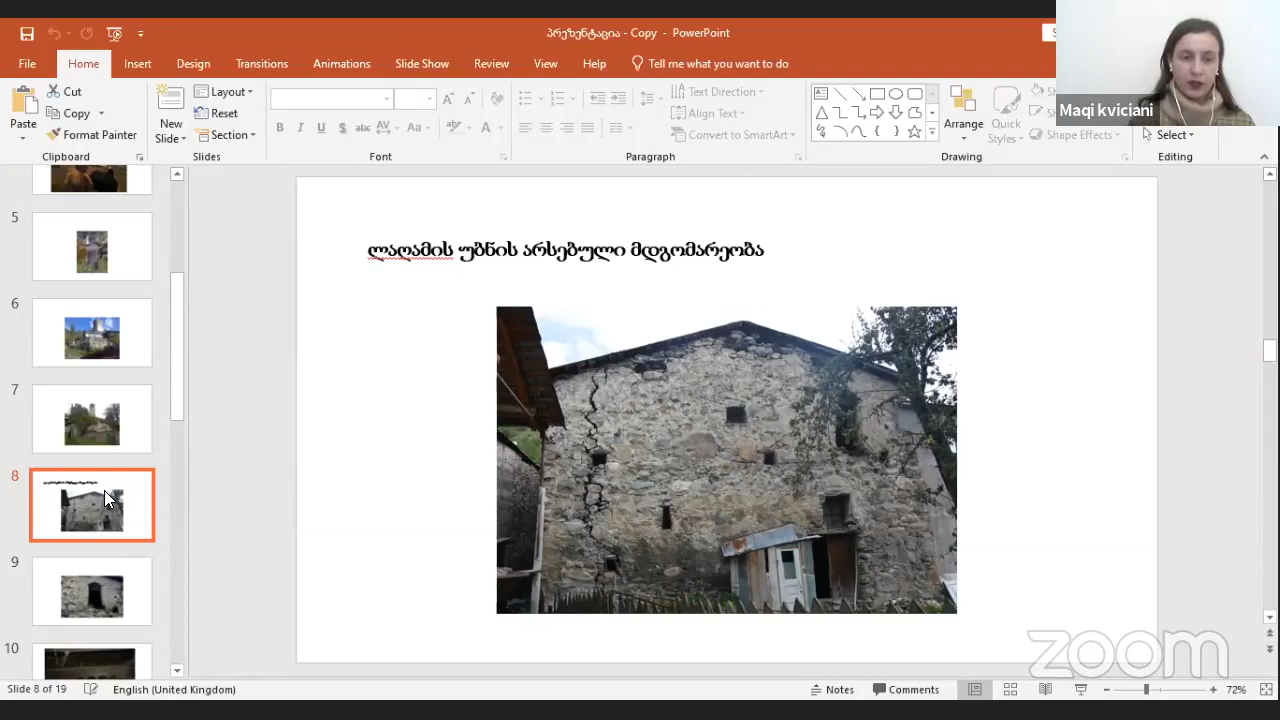 პრეზენტაცია - Copy - PowerPoint
File Home Insert Design Transitions Animations Slide Show Review View Help Tell me what you want to do
Maqi kviciani
Paste
Cut
Copy
Format Painter
Clipboard
New Slide
Layout
Reset
Section
Slides
B I U S abc AV Aa A
Font
Text Direction
Align Text
Convert to SmartArt
Paragraph
Arrange
Quick Styles
Shape Effects
Drawing
Select
Editing
5
6
7
8
9
10
ლაღამის უბნის არსებული მდგომარეობა
zoom
Slide 8 of 19 English (United Kingdom) Notes Comments 72%